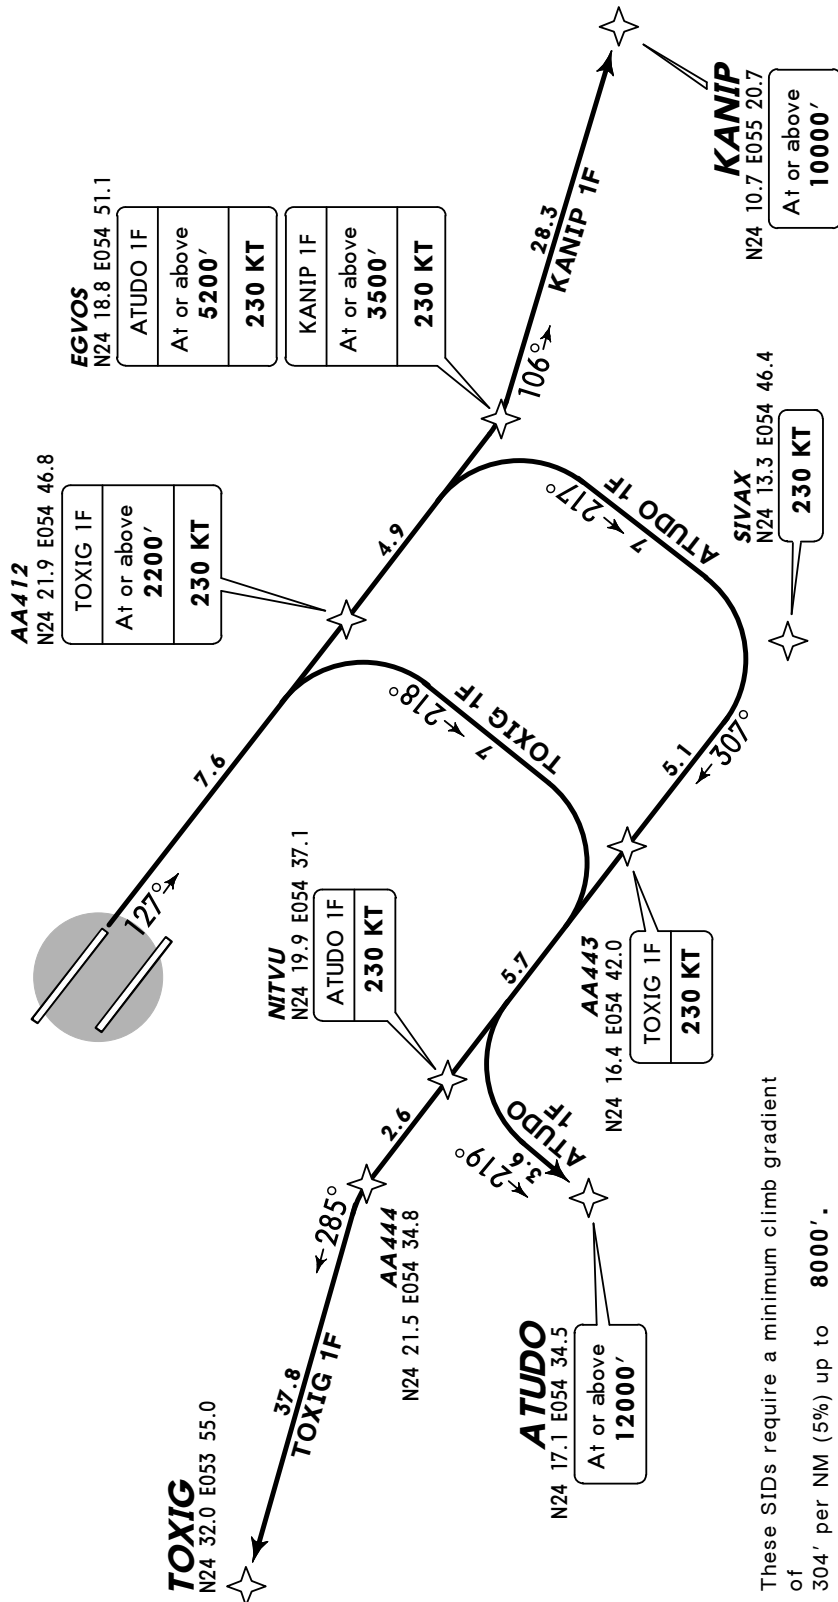 TOXIG
N24 32.0 E053 55.0
37.8
TOXIG 1F
←285°
AA444
N24 21.5 E054 34.8
2.6
NITVU
N24 19.9 E054 37.1
ATUDO 1F
230 KT
127°→
7.6
AA412
N24 21.9 E054 46.8
TOXIG 1F
At or above
2200′
230 KT
4.9
EGVOS
N24 18.8 E054 51.1
ATUDO 1F
At or above
5200′
230 KT
KANIP 1F
At or above
3500′
230 KT
106°→
28.3
KANIP 1F
KANIP
N24 10.7 E055 20.7
At or above
10000′
7 ←218°
TOXIG 1F
7 ←217°
ATUDO 1F
SIVAX
N24 13.3 E054 46.4
230 KT
←307°
5.1
AA443
N24 16.4 E054 42.0
TOXIG 1F
230 KT
5.7
←219°
3.6
ATUDO
1F
ATUDO
N24 17.1 E054 34.5
At or above
12000′
These SIDs require a minimum climb gradient
of
304′ per NM (5%) up to 8000′.